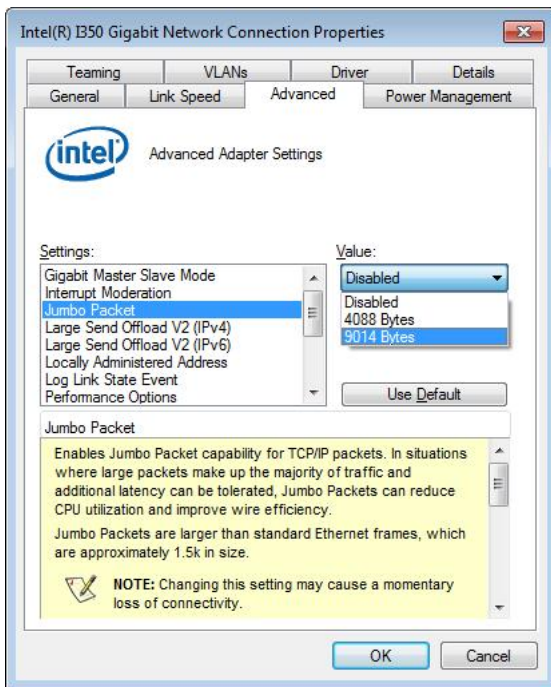 Intel(R) I350 Gigabit Network Connection Properties
Teaming
VLANs
Driver
Details
General
Link Speed
Advanced
Power Management
intel
Advanced Adapter Settings
Settings:
Gigabit Master Slave Mode
Interrupt Moderation
Jumbo Packet
Large Send Offload V2 (IPv4)
Large Send Offload V2 (IPv6)
Locally Administered Address
Log Link State Event
Performance Options
Value:
Disabled
Disabled
4088 Bytes
9014 Bytes
Use Default
Jumbo Packet
Enables Jumbo Packet capability for TCP/IP packets. In situations
where large packets make up the majority of traffic and
additional latency can be tolerated, Jumbo Packets can reduce
CPU utilization and improve wire efficiency.
Jumbo Packets are larger than standard Ethernet frames, which
are approximately 1.5k in size.
NOTE: Changing this setting may cause a momentary
loss of connectivity.
OK
Cancel